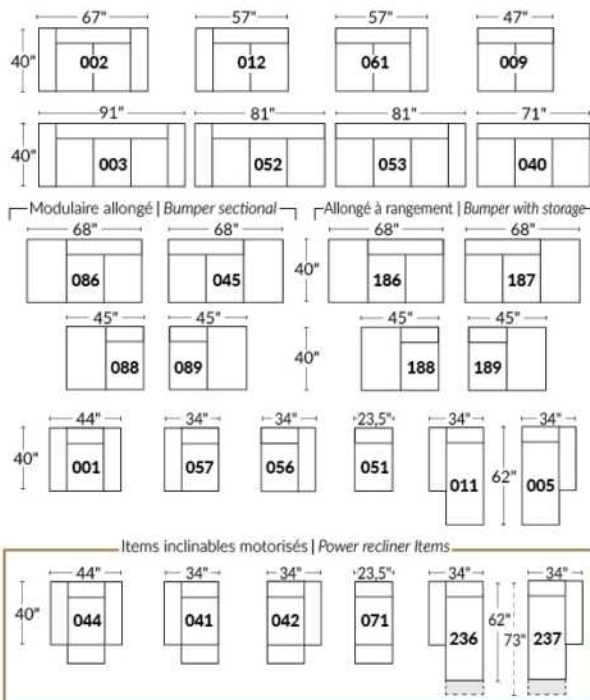 67" 57" 57" 47"
40" 002 012 061 009
91" 81" 81" 71"
40" 003 052 053 040
Modulaire allongé | Bumper sectional Allongé à rangement | Bumper with storage
68" 68" 68" 68"
086 045 40" 186 187
45" 45" 45" 45"
088 089 40" 188 189
44" 34" 34" 23,5" 34" 34"
40" 001 057 056 051 011 62" 005
Items inclinables motorisés | Power recliner Items
44" 34" 34" 23,5" 34" 34"
40" 044 041 042 071 236 62" 73" 237